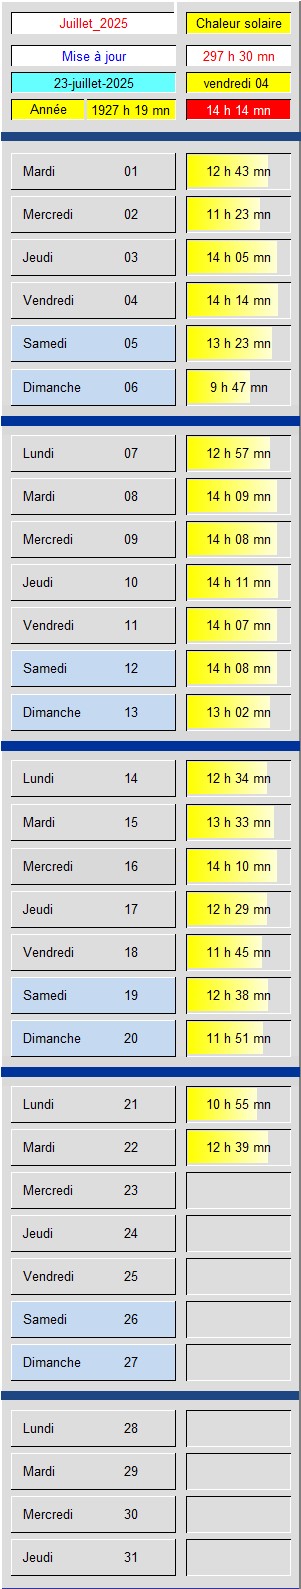 Juillet_2025 Chaleur solaire
Mise à jour 297 h 30 mn
23-juillet-2025 vendredi 04
Année 1927 h 19 mn 14 h 14 mn
Mardi 01 12 h 43 mn
Mercredi 02 11 h 23 mn
Jeudi 03 14 h 05 mn
Vendredi 04 14 h 14 mn
Samedi 05 13 h 23 mn
Dimanche 06 9 h 47 mn
Lundi 07 12 h 57 mn
Mardi 08 14 h 09 mn
Mercredi 09 14 h 08 mn
Jeudi 10 14 h 11 mn
Vendredi 11 14 h 07 mn
Samedi 12 14 h 08 mn
Dimanche 13 13 h 02 mn
Lundi 14 12 h 34 mn
Mardi 15 13 h 33 mn
Mercredi 16 14 h 10 mn
Jeudi 17 12 h 29 mn
Vendredi 18 11 h 45 mn
Samedi 19 12 h 38 mn
Dimanche 20 11 h 51 mn
Lundi 21 10 h 55 mn
Mardi 22 12 h 39 mn
Mercredi 23
Jeudi 24
Vendredi 25
Samedi 26
Dimanche 27
Lundi 28
Mardi 29
Mercredi 30
Jeudi 31